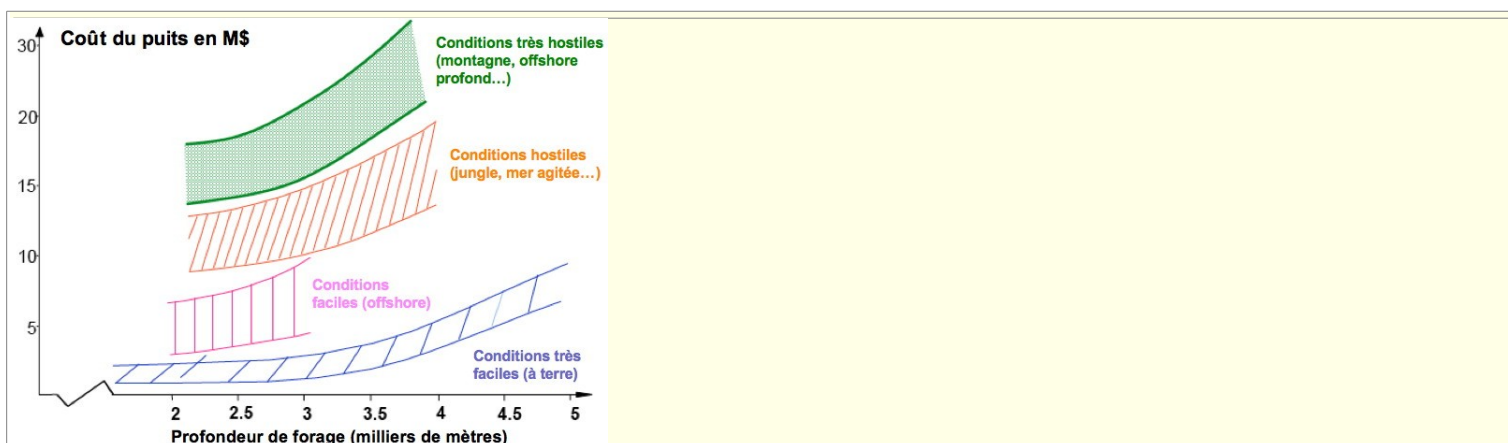 Coût du puits en M$
30
20
15
10
5
Conditions très hostiles
(montagne, offshore
profond...)
Conditions hostiles
(jungle, mer agitée...)
Conditions
faciles (offshore)
Conditions très
faciles (à terre)
2 2.5 3 3.5 4 4.5 5
Profondeur de forage (milliers de mètres)